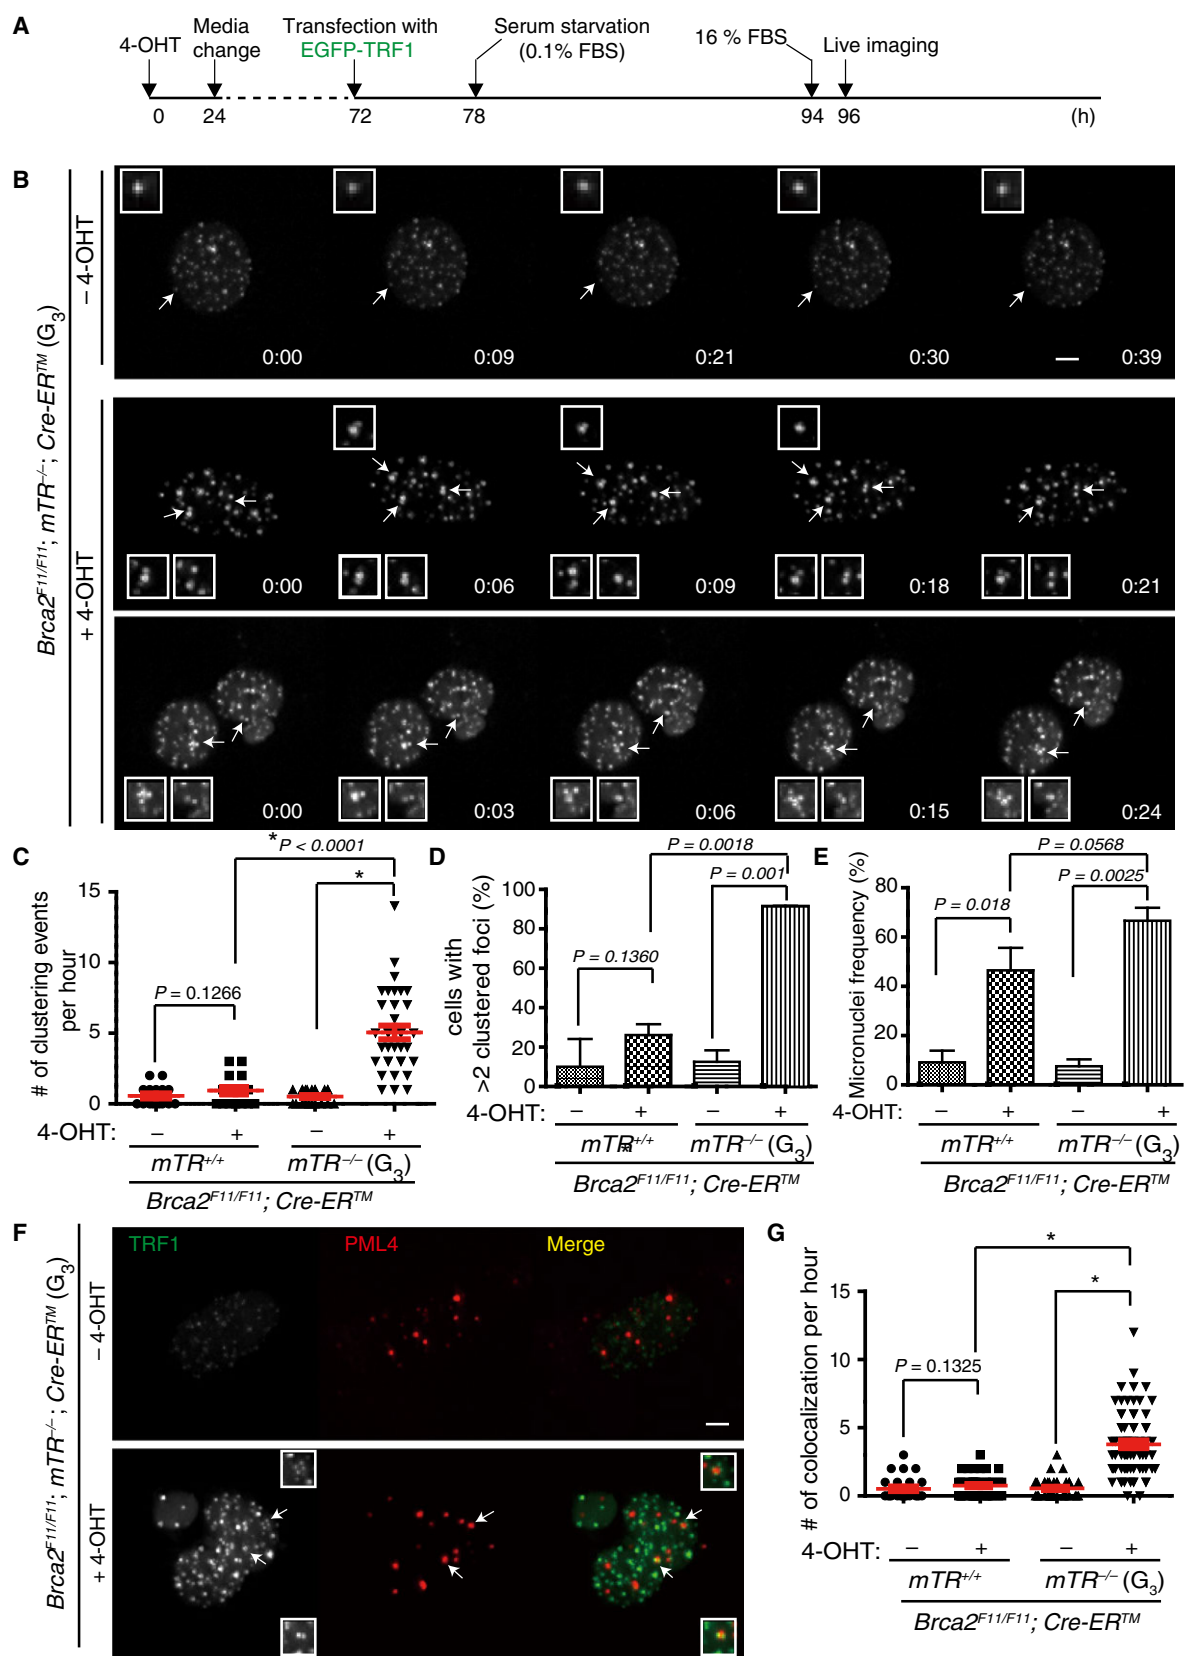 A
4-OHT
Media change
Transfection with EGFP-TRF1
Serum starvation (0.1% FBS)
16 % FBS
Live imaging
0 24 72 78 94 96 (h)
B
Brca2F11/F11; mTR–/–; Cre-ERTM (G3)
– 4-OHT
0:00 0:09 0:21 0:30 0:39
+ 4-OHT
0:00 0:06 0:09 0:18 0:21
0:00 0:03 0:06 0:15 0:24
C
# of clustering events per hour
15
10
5
0
P = 0.1266
*
*P < 0.0001
4-OHT: – + – +
mTR+/+ mTR–/– (G3)
Brca2F11/F11; Cre-ERTM
D
cells with >2 clustered foci (%)
100
80
60
40
20
0
P = 0.1360
P = 0.001
P = 0.0018
4-OHT: – + – +
mTR+/+ mTR–/– (G3)
*
Brca2F11/F11; Cre-ERTM
E
Micronuclei frequency (%)
80
60
40
20
0
P = 0.018
P = 0.0025
P = 0.0568
4-OHT: – + – +
mTR+/+ mTR–/– (G3)
Brca2F11/F11; Cre-ERTM
F
Brca2F11/F11; mTR–/–; Cre-ERTM (G3)
– 4-OHT
+ 4-OHT
TRF1 PML4 Merge
G
# of colocalization per hour
15
10
5
0
P = 0.1325
*
*
4-OHT: – + – +
mTR+/+ mTR–/– (G3)
Brca2F11/F11; Cre-ERTM